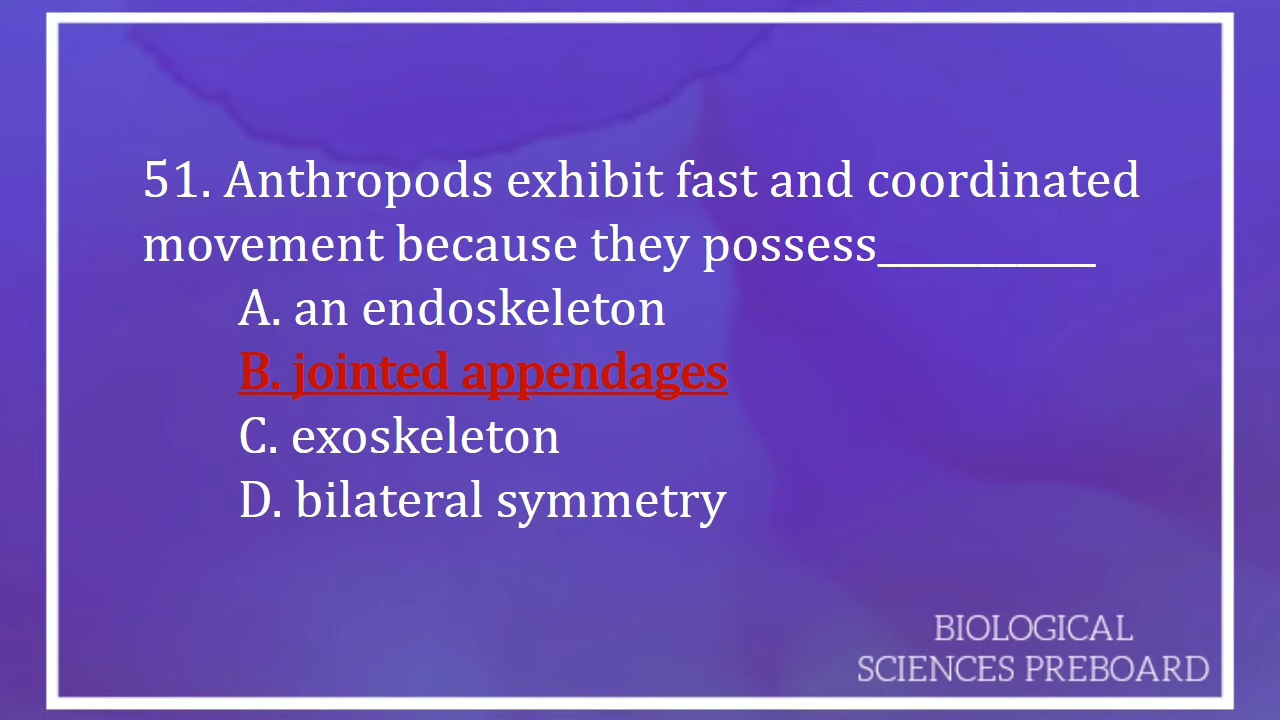 51. Anthropods exhibit fast and coordinated
movement because they possess___________
A. an endoskeleton
B. jointed appendages
C. exoskeleton
D. bilateral symmetry
BIOLOGICAL
SCIENCES PREBOARD